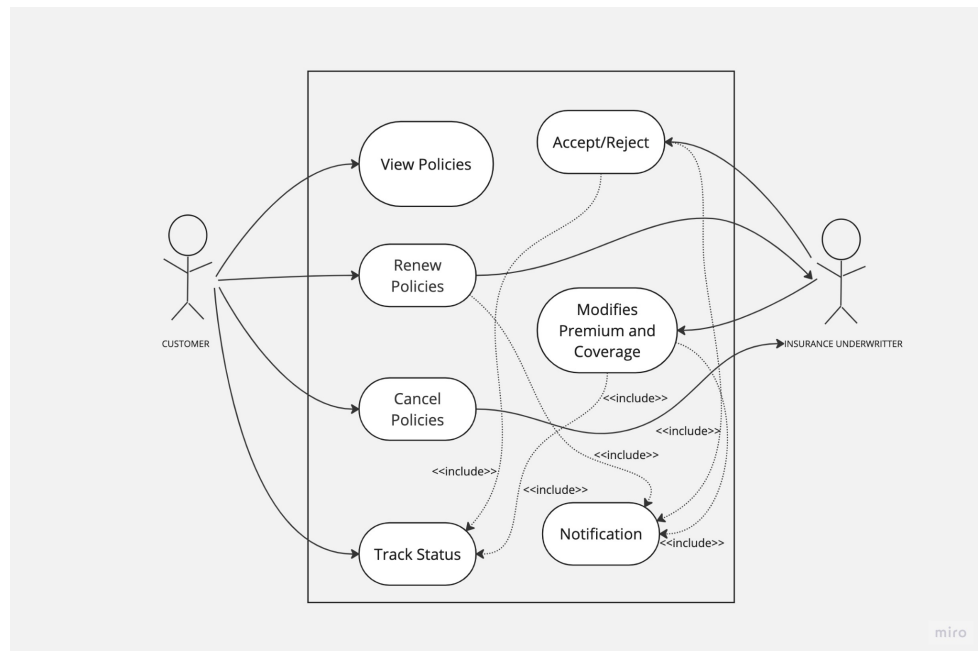 View Policies
Accept/Reject
Renew
Policies
Modifies
Premium and
Coverage
CUSTOMER
INSURANCE UNDERWRITTER
Cancel
Policies
<<include>>
<<include>>
<<include>>
<<include>>
<<include>>
Track Status
Notification
<<include>>
miro